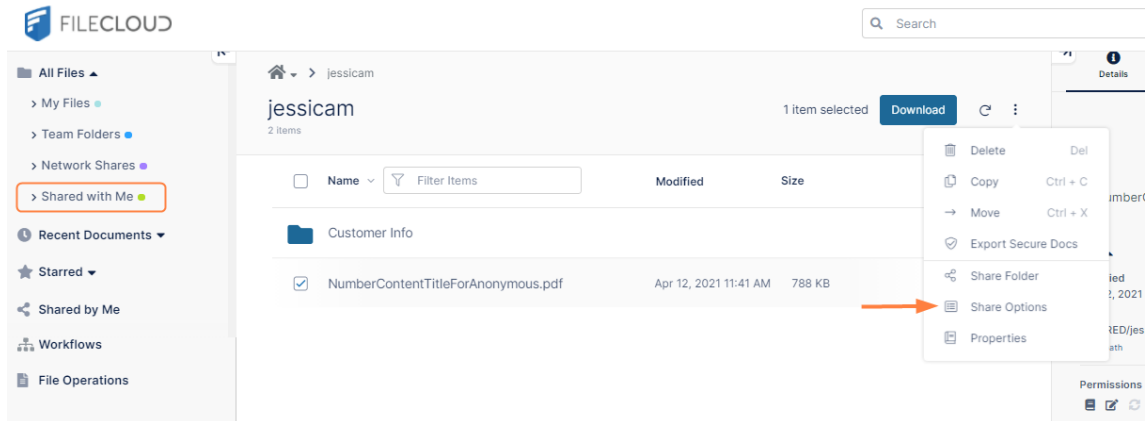 FILECLOUD
Search
All Files
My Files
Team Folders
Network Shares
Shared with Me
Recent Documents
Starred
Shared by Me
Workflows
File Operations
jessicam
jessicam
2 items
1 item selected
Download
Name
Filter Items
Modified
Size
Customer Info
NumberContentTitleForAnonymous.pdf
Apr 12, 2021 11:41 AM
788 KB
Delete Del
Copy Ctrl + C
Move Ctrl + X
Export Secure Docs
Share Folder
Share Options
Properties
Details
2021
Permissions